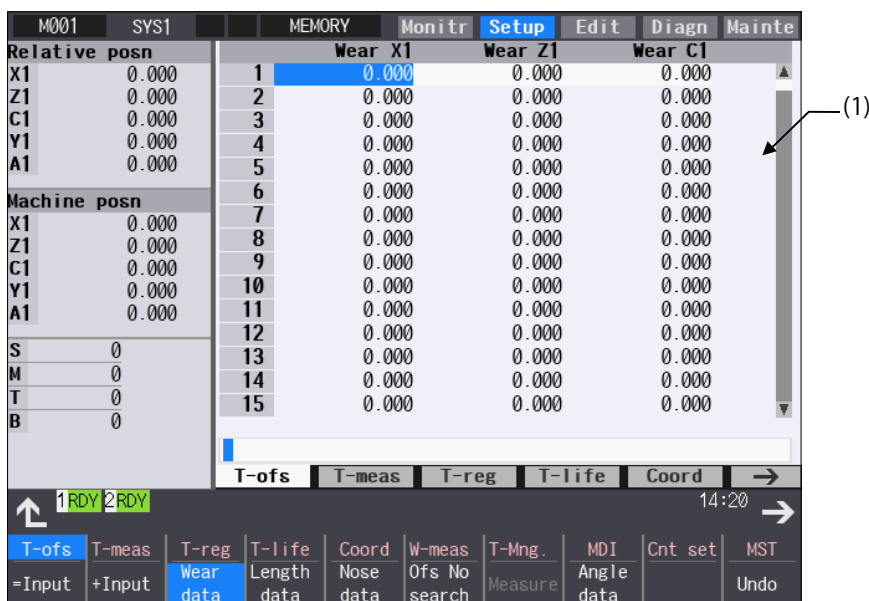 M001 SYS1 MEMORY Monitr Setup Edit Diagn Mainte
Relative posn
X1 0.000
Z1 0.000
C1 0.000
Y1 0.000
A1 0.000
Machine posn
X1 0.000
Z1 0.000
C1 0.000
Y1 0.000
A1 0.000
S 0
M 0
T 0
B 0
Wear X1 Wear Z1 Wear C1
1 0.000 0.000 0.000
2 0.000 0.000 0.000
3 0.000 0.000 0.000
4 0.000 0.000 0.000
5 0.000 0.000 0.000
6 0.000 0.000 0.000
7 0.000 0.000 0.000
8 0.000 0.000 0.000
9 0.000 0.000 0.000
10 0.000 0.000 0.000
11 0.000 0.000 0.000
12 0.000 0.000 0.000
13 0.000 0.000 0.000
14 0.000 0.000 0.000
15 0.000 0.000 0.000
(1)
T-ofs T-meas T-reg T-life Coord →
1 RDY 2 RDY 14:20
T-ofs T-meas T-reg T-life Coord W-meas T-Mng. MDI Cnt set MST
=Input +Input Wear data Length data Nose data Ofs No search Measure Angle data Undo